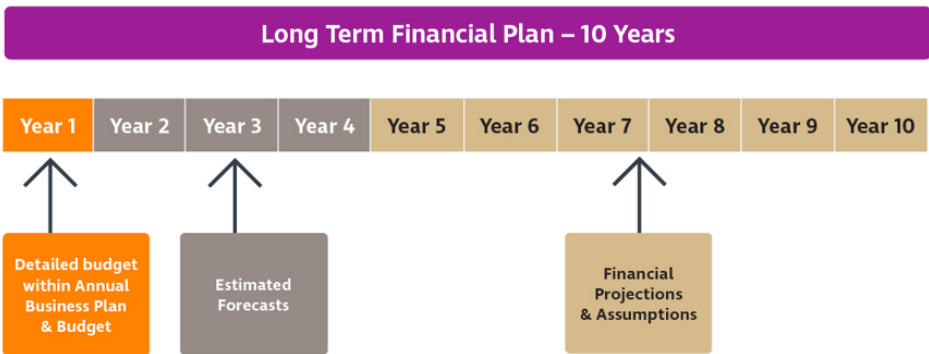 Long Term Financial Plan – 10 Years
Year 1 Year 2 Year 3 Year 4 Year 5 Year 6 Year 7 Year 8 Year 9 Year 10
Detailed budget
within Annual
Business Plan
& Budget
Estimated
Forecasts
Financial
Projections
& Assumptions